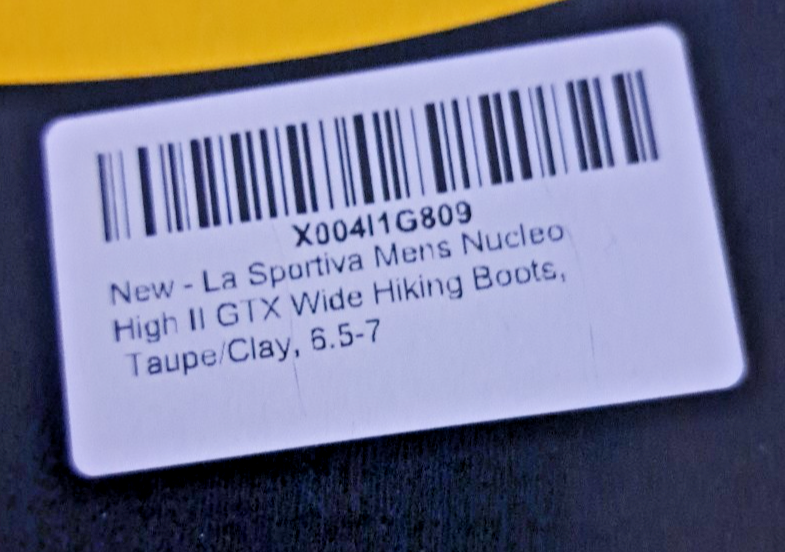 X004I1G809
New - La Sportiva Mens Nucleo
High II GTX Wide Hiking Boots,
Taupe/Clay, 6.5-7